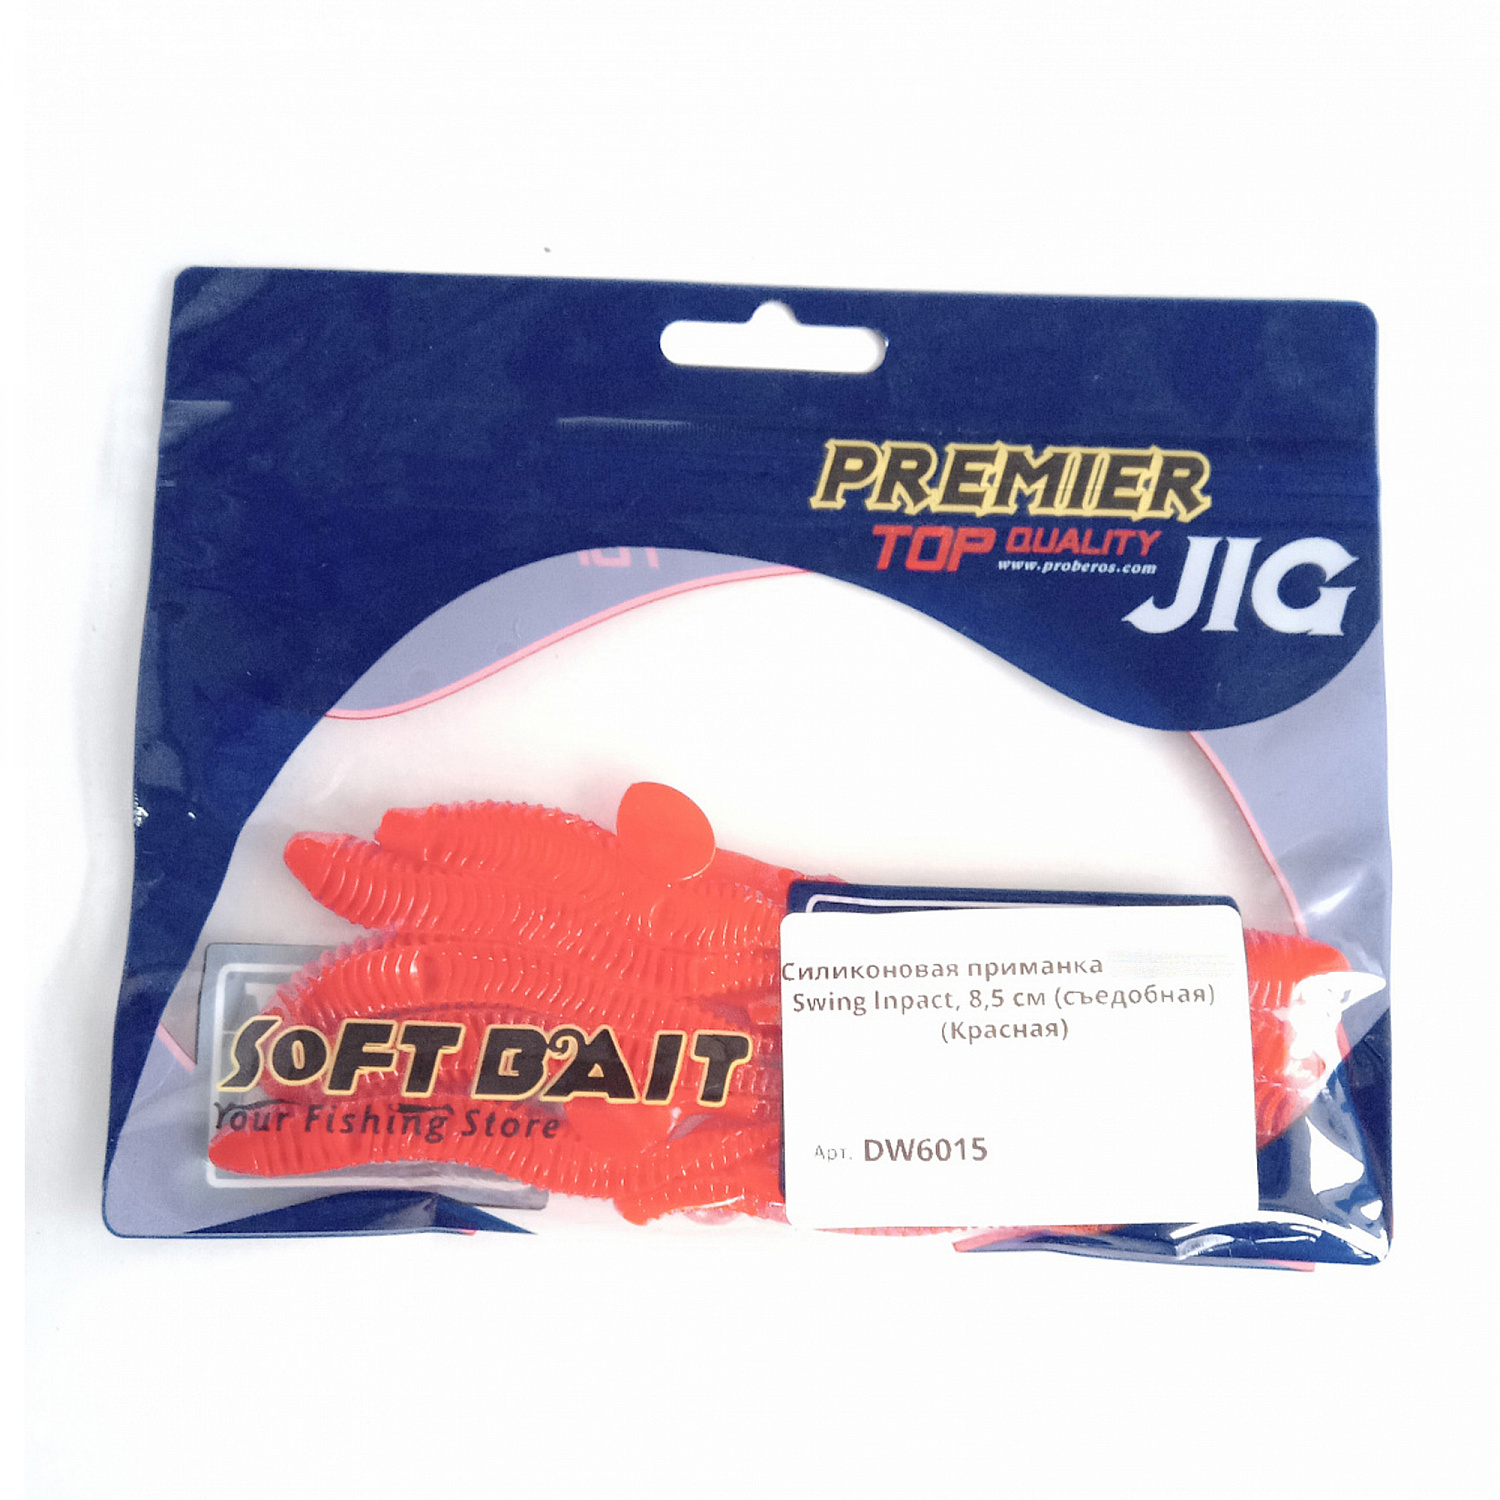 PREMIER
TOP QUALITY
www.proberos.com
JIG
SOFT BAIT
Your Fishing Store
Силиконовая приманка
Swing Inpact, 8,5 см (съедобная)
(Красная)
Арт. DW6015